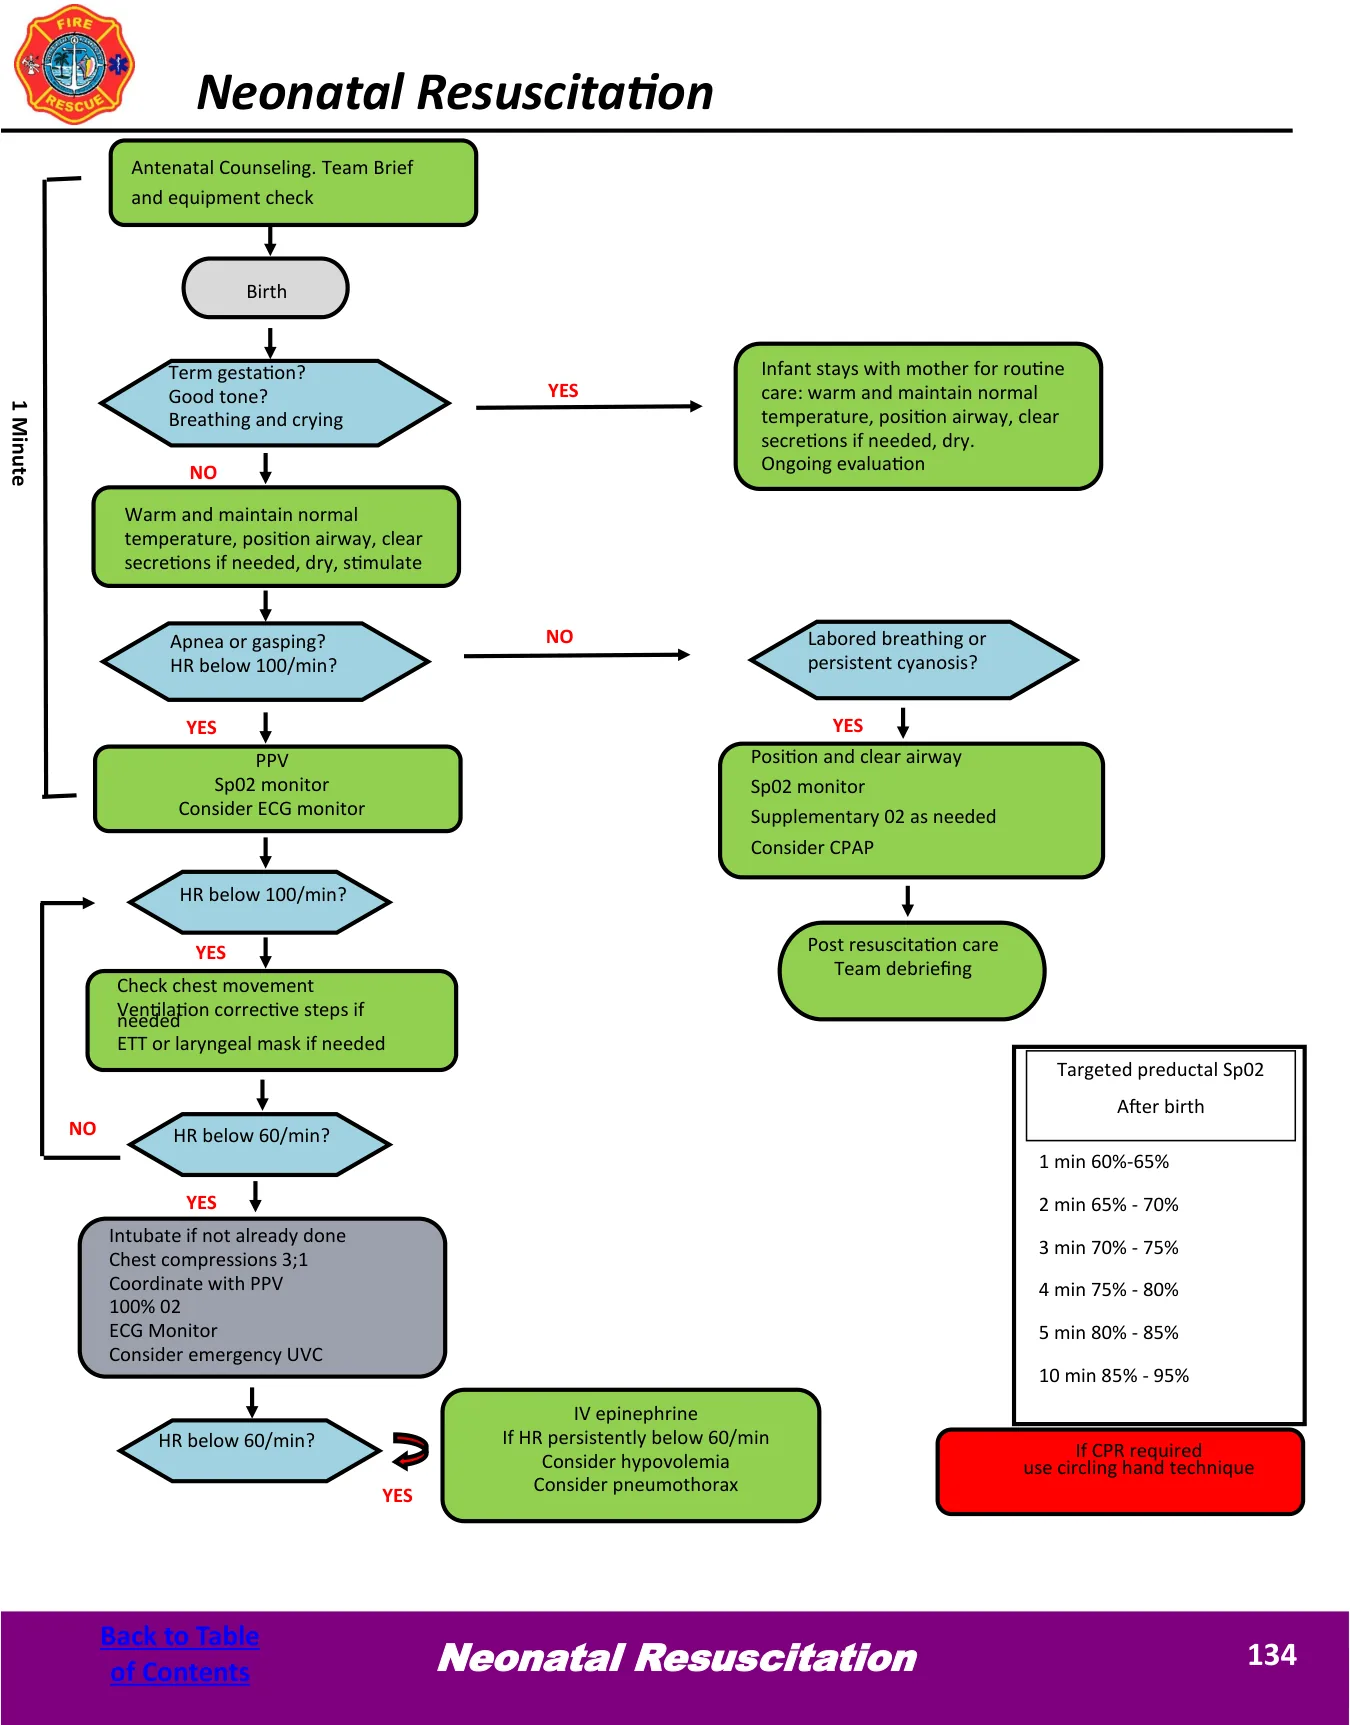 FIRE
RESCUE
Neonatal Resuscitation
Antenatal Counseling. Team Brief
and equipment check
Birth
1 Minute
Term gestation?
Good tone?
Breathing and crying
YES
Infant stays with mother for routine
care: warm and maintain normal
temperature, position airway, clear
secretions if needed, dry.
Ongoing evaluation
NO
Warm and maintain normal
temperature, position airway, clear
secretions if needed, dry, stimulate
Apnea or gasping?
HR below 100/min?
NO
Labored breathing or
persistent cyanosis?
YES
PPV
Sp02 monitor
Consider ECG monitor
YES
Position and clear airway
Sp02 monitor
Supplementary 02 as needed
Consider CPAP
HR below 100/min?
Post resuscitation care
Team debriefing
YES
Check chest movement
Ventilation corrective steps if
needed
ETT or laryngeal mask if needed
HR below 60/min?
NO
YES
Intubate if not already done
Chest compressions 3;1
Coordinate with PPV
100% 02
ECG Monitor
Consider emergency UVC
HR below 60/min?
YES
IV epinephrine
If HR persistently below 60/min
Consider hypovolemia
Consider pneumothorax
Targeted preductal Sp02
After birth
1 min 60%-65%
2 min 65% - 70%
3 min 70% - 75%
4 min 75% - 80%
5 min 80% - 85%
10 min 85% - 95%
If CPR required
use circling hand technique
Back to Table
of Contents
Neonatal Resuscitation
134